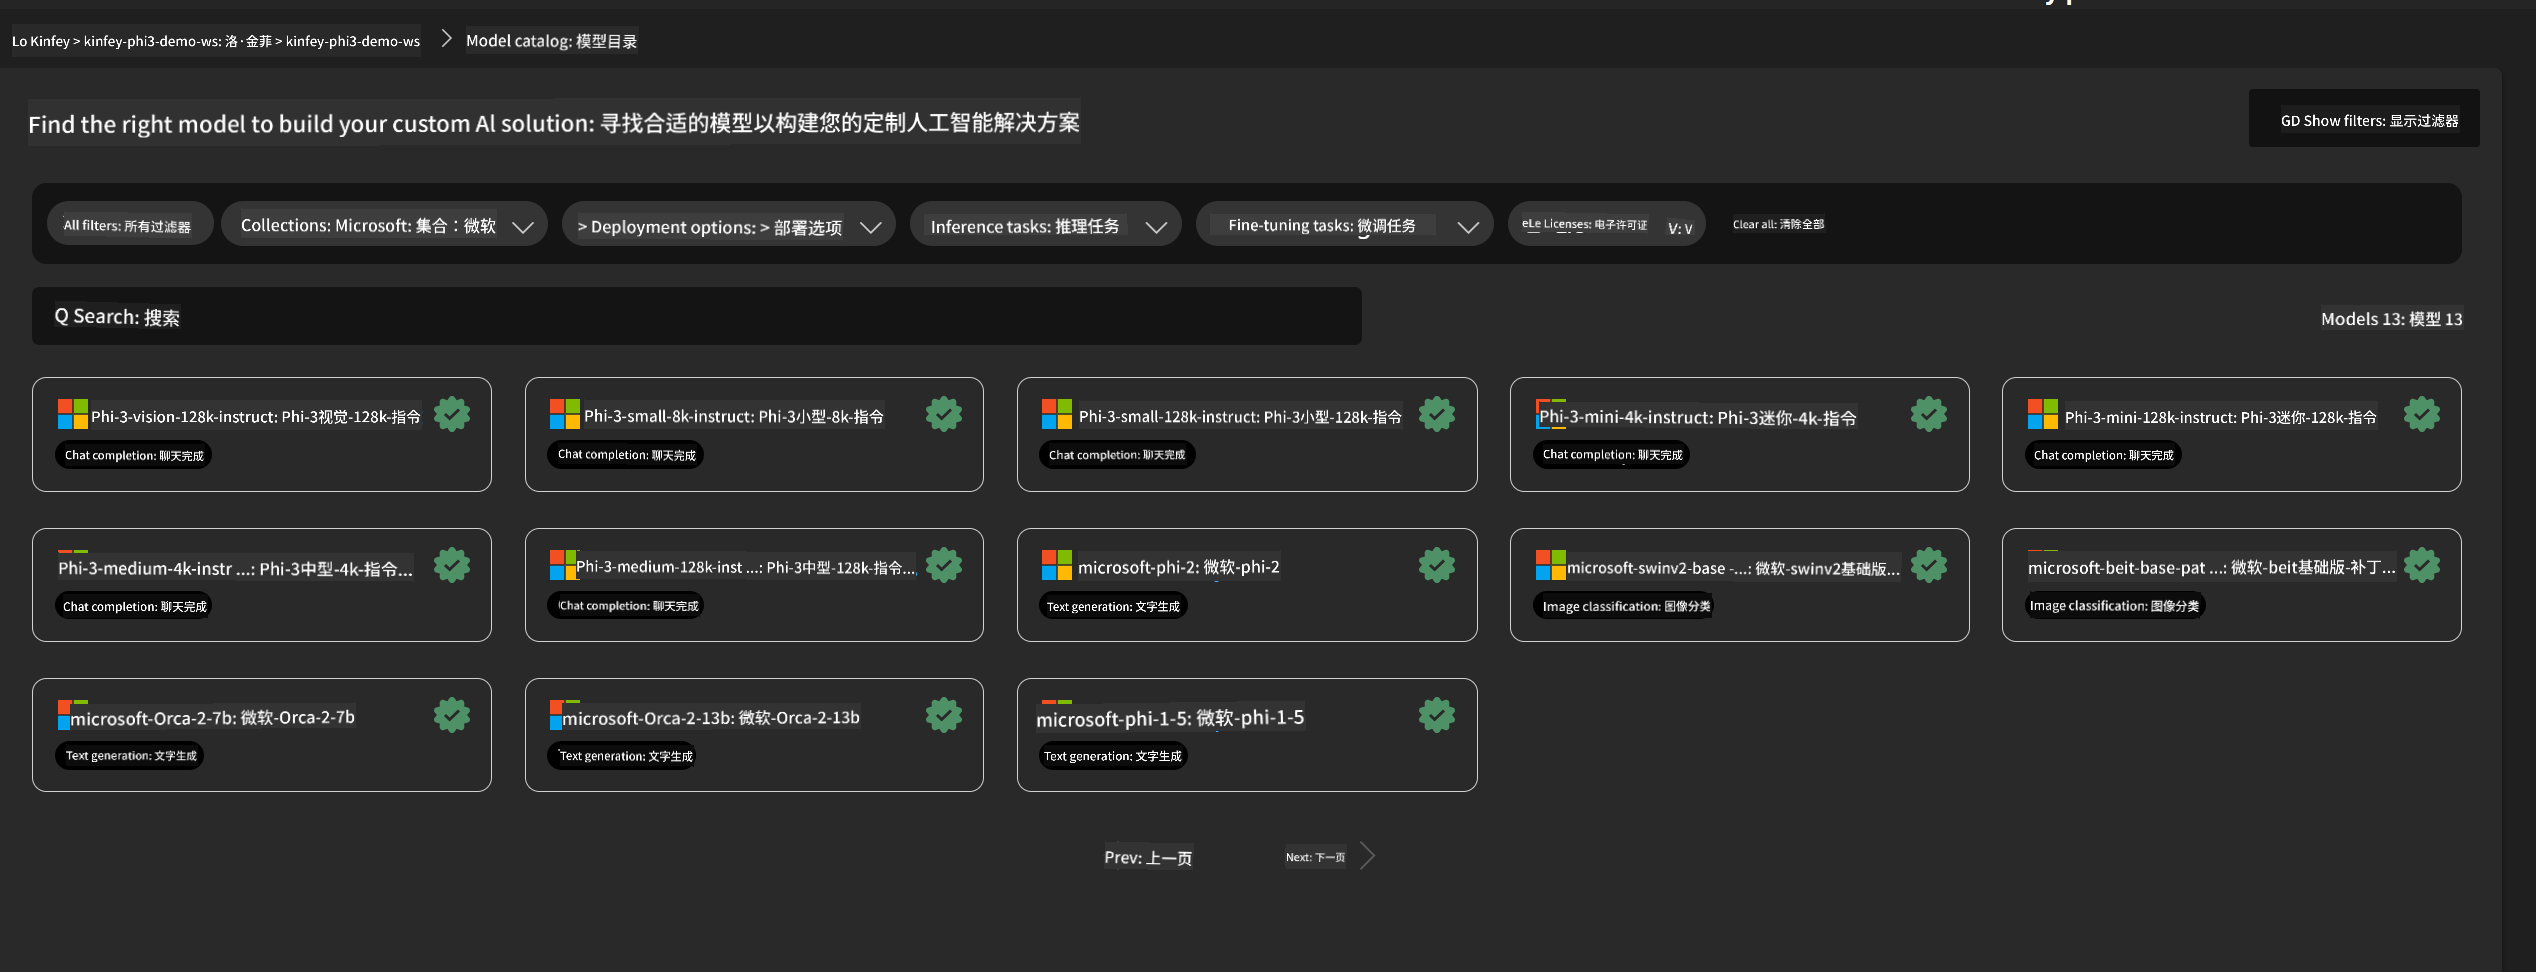 Lo Kinfey > kinfey-phi3-demo-ws: 洛·金菲 > kinfey-phi3-demo-ws
Model catalog: 模型目录
Find the right model to build your custom Al solution: 寻找合适的模型以构建您的定制人工智能解决方案
GD Show filters: 显示过滤器
All filters: 所有过滤器
Collections: Microsoft: 集合：微软
> Deployment options: > 部署选项
Inference tasks: 推理任务
Fine-tuning tasks: 微调任务
eLe Licenses: 电子许可证
V: V
Clear all: 清除全部
Q Search: 搜索
Models 13: 模型 13
Phi-3-vision-128k-instruct: Phi-3视觉-128k-指令
Chat completion: 聊天完成
Phi-3-small-8k-instruct: Phi-3小型-8k-指令
Chat completion: 聊天完成
Phi-3-small-128k-instruct: Phi-3小型-128k-指令
Chat completion: 聊天完成
Phi-3-mini-4k-instruct: Phi-3迷你-4k-指令
Chat completion: 聊天完成
Phi-3-mini-128k-instruct: Phi-3迷你-128k-指令
Chat completion: 聊天完成
Phi-3-medium-4k-instr ...: Phi-3中型-4k-指令...
Chat completion: 聊天完成
Phi-3-medium-128k-inst ...: Phi-3中型-128k-指令...
Chat completion: 聊天完成
microsoft-phi-2: 微软-phi-2
Text generation: 文字生成
microsoft-swinv2-base -...: 微软-swinv2基础版...
Image classification: 图像分类
microsoft-beit-base-pat ...: 微软-beit基础版-补丁...
Image classification: 图像分类
microsoft-Orca-2-7b: 微软-Orca-2-7b
Text generation: 文字生成
microsoft-Orca-2-13b: 微软-Orca-2-13b
Text generation: 文字生成
microsoft-phi-1-5: 微软-phi-1-5
Text generation: 文字生成
Prev: 上一页
Next: 下一页